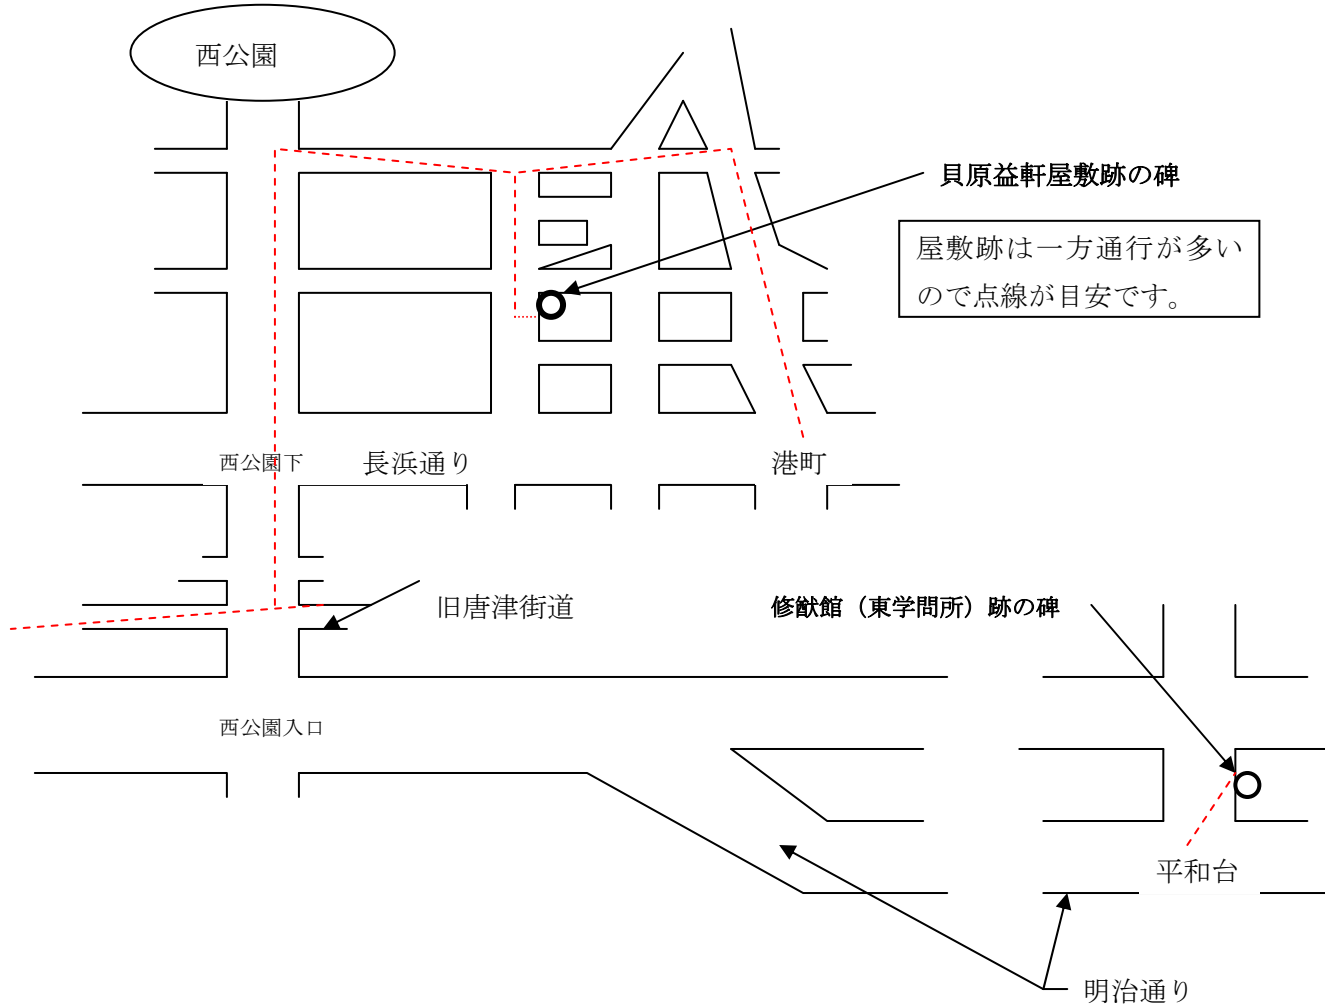 西公園
貝原益軒屋敷跡の碑
屋敷跡は一方通行が多い
ので点線が目安です。
西公園下
長浜通り
港町
旧唐津街道
修猷館（東学問所）跡の碑
西公園入口
平和台
明治通り